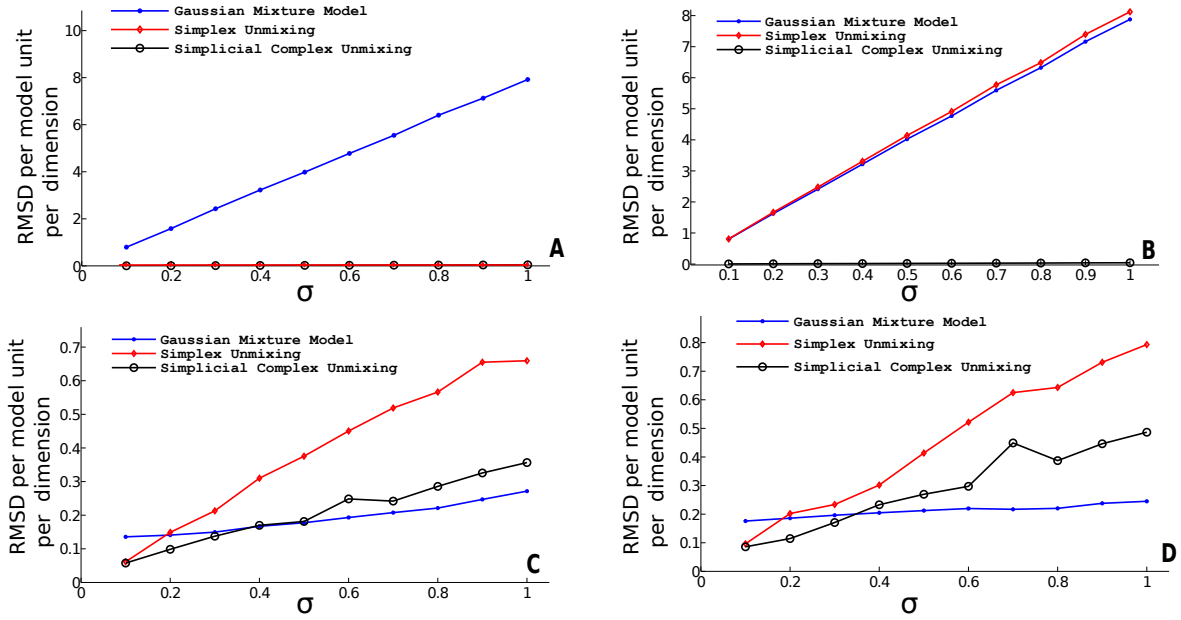 Gaussian Mixture Model
Simplex Unmixing
Simplicial Complex Unmixing
RMSD per model unit
per dimension
10
8
6
4
2
0
0
0.2
0.4
0.6
0.8
1
σ
A
Gaussian Mixture Model
Simplex Unmixing
Simplicial Complex Unmixing
RMSD per model unit
per dimension
8
7
6
5
4
3
2
1
0
0.1
0.2
0.3
0.4
0.5
0.6
0.7
0.8
0.9
1
σ
B
Gaussian Mixture Model
Simplex Unmixing
Simplicial Complex Unmixing
RMSD per model unit
per dimension
0.7
0.6
0.5
0.4
0.3
0.2
0.1
0
0
0.2
0.4
0.6
0.8
1
σ
C
Gaussian Mixture Model
Simplex Unmixing
Simplicial Complex Unmixing
RMSD per model unit
per dimension
0.8
0.7
0.6
0.5
0.4
0.3
0.2
0.1
0
0
0.2
0.4
0.6
0.8
1
σ
D